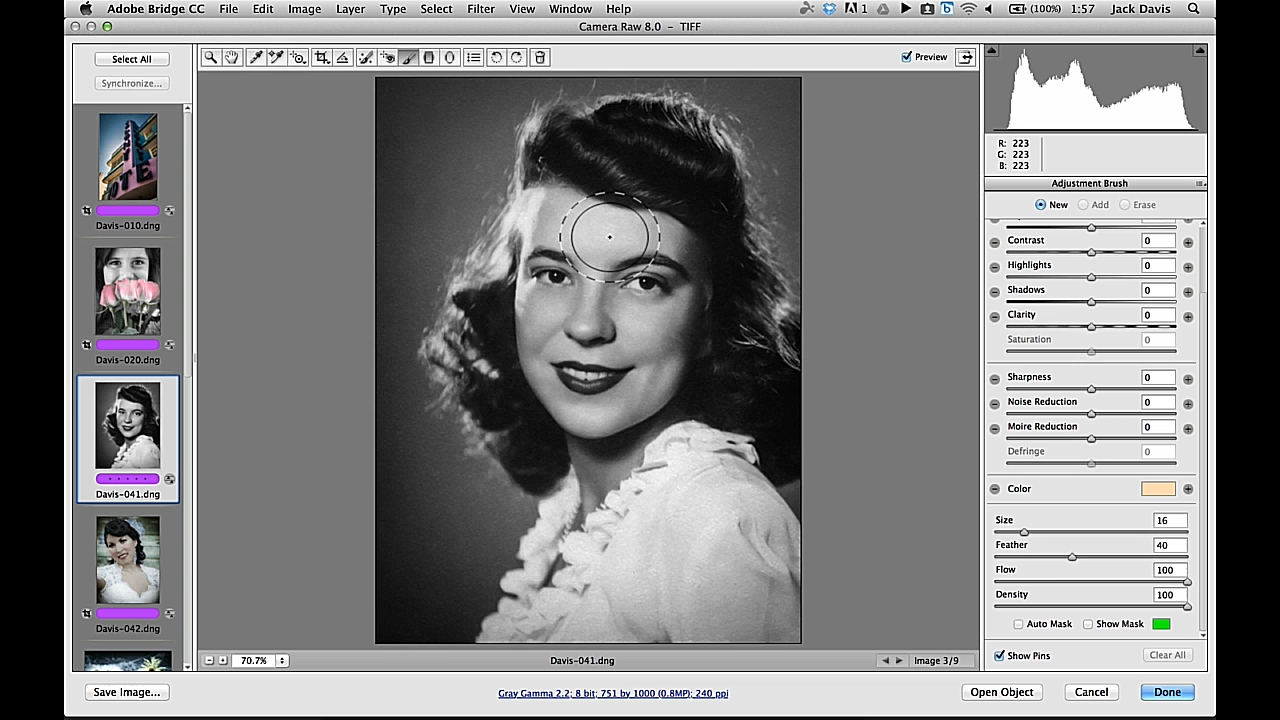 Adobe Bridge CC File Edit Image Layer Type Select Filter View Window Help 1 (100%) 1:57 Jack Davis
Camera Raw 8.0 – TIFF
Select All
Synchronize...
Preview
R: 223
G: 223
B: 223
Adjustment Brush
New Add Erase
Contrast 0
Highlights 0
Shadows 0
Clarity 0
Saturation 0
Sharpness 0
Noise Reduction 0
Moire Reduction 0
Defringe 0
Color
Size 16
Feather 40
Flow 100
Density 100
Auto Mask Show Mask
Show Pins Clear All
Davis-010.dng
Davis-020.dng
Davis-041.dng
Davis-042.dng
70.7% Davis-041.dng Image 3/9
Save Image... Gray Gamma 2.2; 8 bit; 751 by 1000 (0.8MP); 240 ppi Open Object Cancel Done